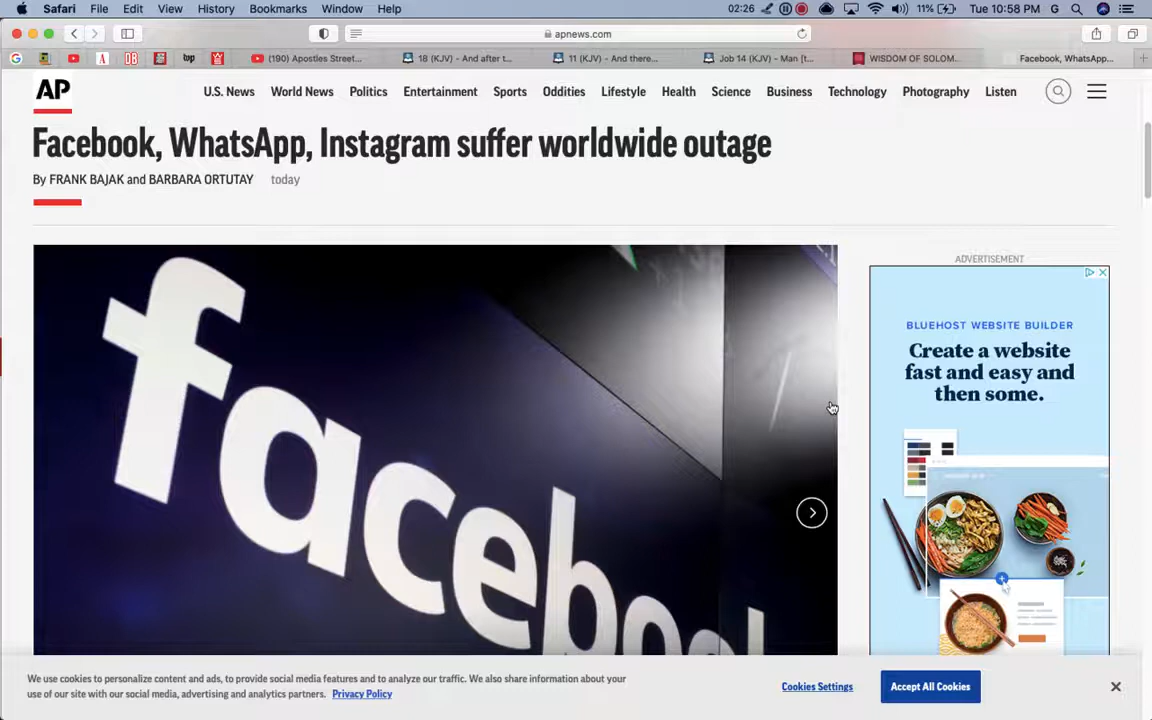 Safari File Edit View History Bookmarks Window Help 02:26 11% Tue 10:58 PM G
apnews.com
(190) Apostles Street... 18 (KJV) - And after t... 11 (KJV) - And there... Job 14 (KJV) - Man [t... WISDOM OF SOLOM... Facebook, WhatsApp...
AP U.S. News World News Politics Entertainment Sports Oddities Lifestyle Health Science Business Technology Photography Listen
Facebook, WhatsApp, Instagram suffer worldwide outage
By FRANK BAJAK and BARBARA ORTUTAY today
facebook
ADVERTISEMENT
BLUEHOST WEBSITE BUILDER
Create a website
fast and easy and
then some.
We use cookies to personalize content and ads, to provide social media features and to analyze our traffic. We also share information about your
use of our site with our social media, advertising and analytics partners. Privacy Policy
Cookies Settings
Accept All Cookies